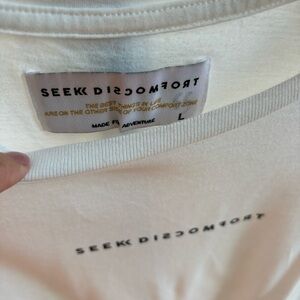 SEEK DISCOMFORT
THE BEST THINGS IN LIFE
ARE ON THE OTHER SIDE OF YOUR COMFORT ZONE
MADE FOR ADVENTURE L
SEEK DISCOMFORT